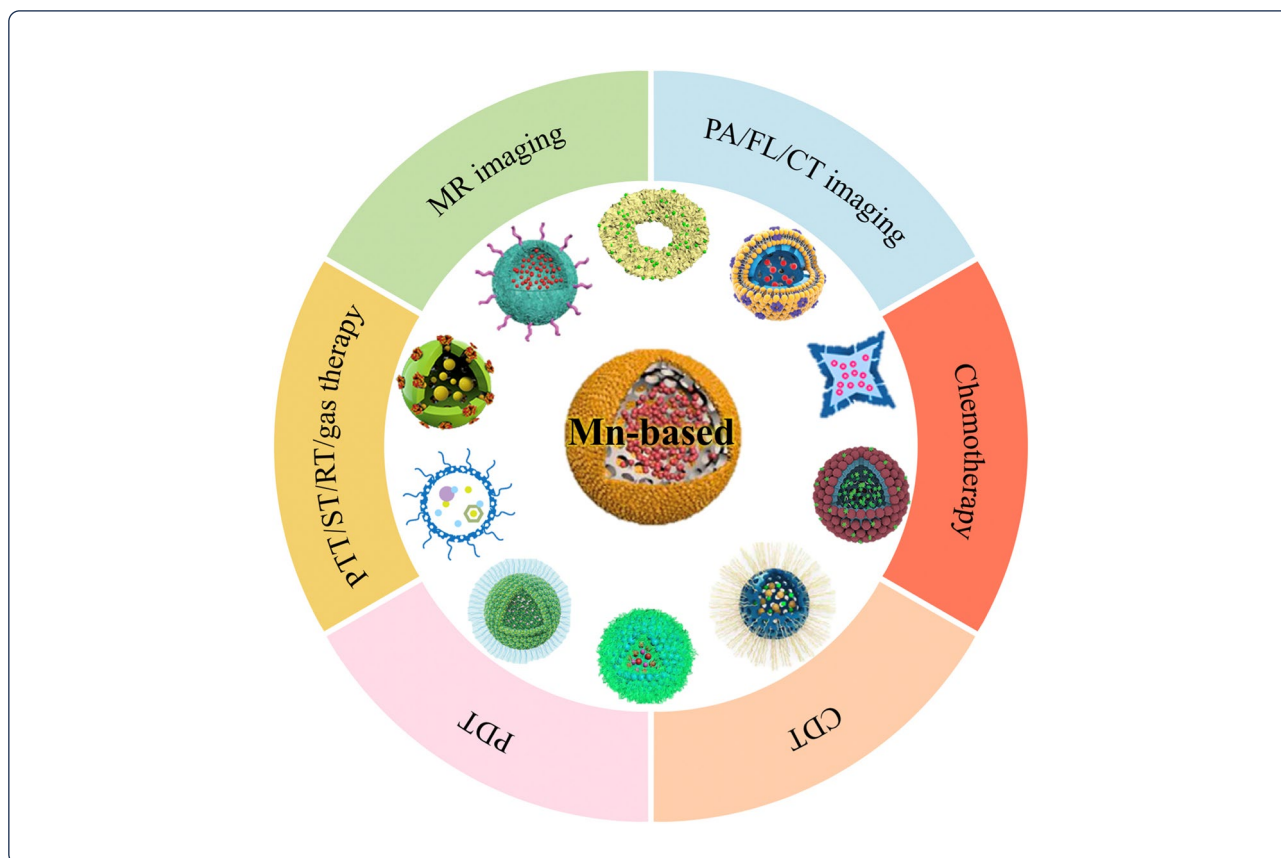 MR imaging
PA/FL/CT imaging
Chemotherapy
CDT
PDT
PTT/ST/RT/gas therapy
Mn-based